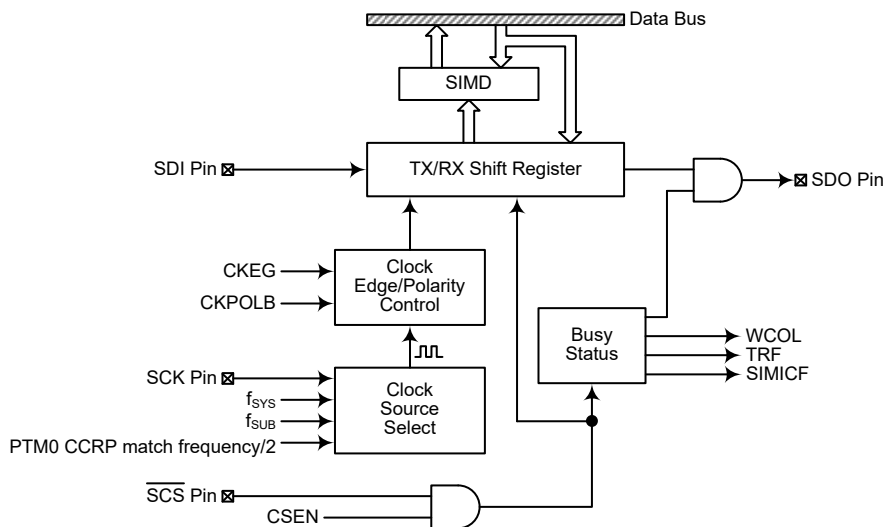 Data Bus
SIMD
SDI Pin
TX/RX Shift Register
SDO Pin
CKEG
CKPOLB
Clock
Edge/Polarity
Control
Busy
Status
WCOL
TRF
SIMICF
SCK Pin
fSYS
fSUB
PTM0 CCRP match frequency/2
Clock
Source
Select
SCS Pin
CSEN